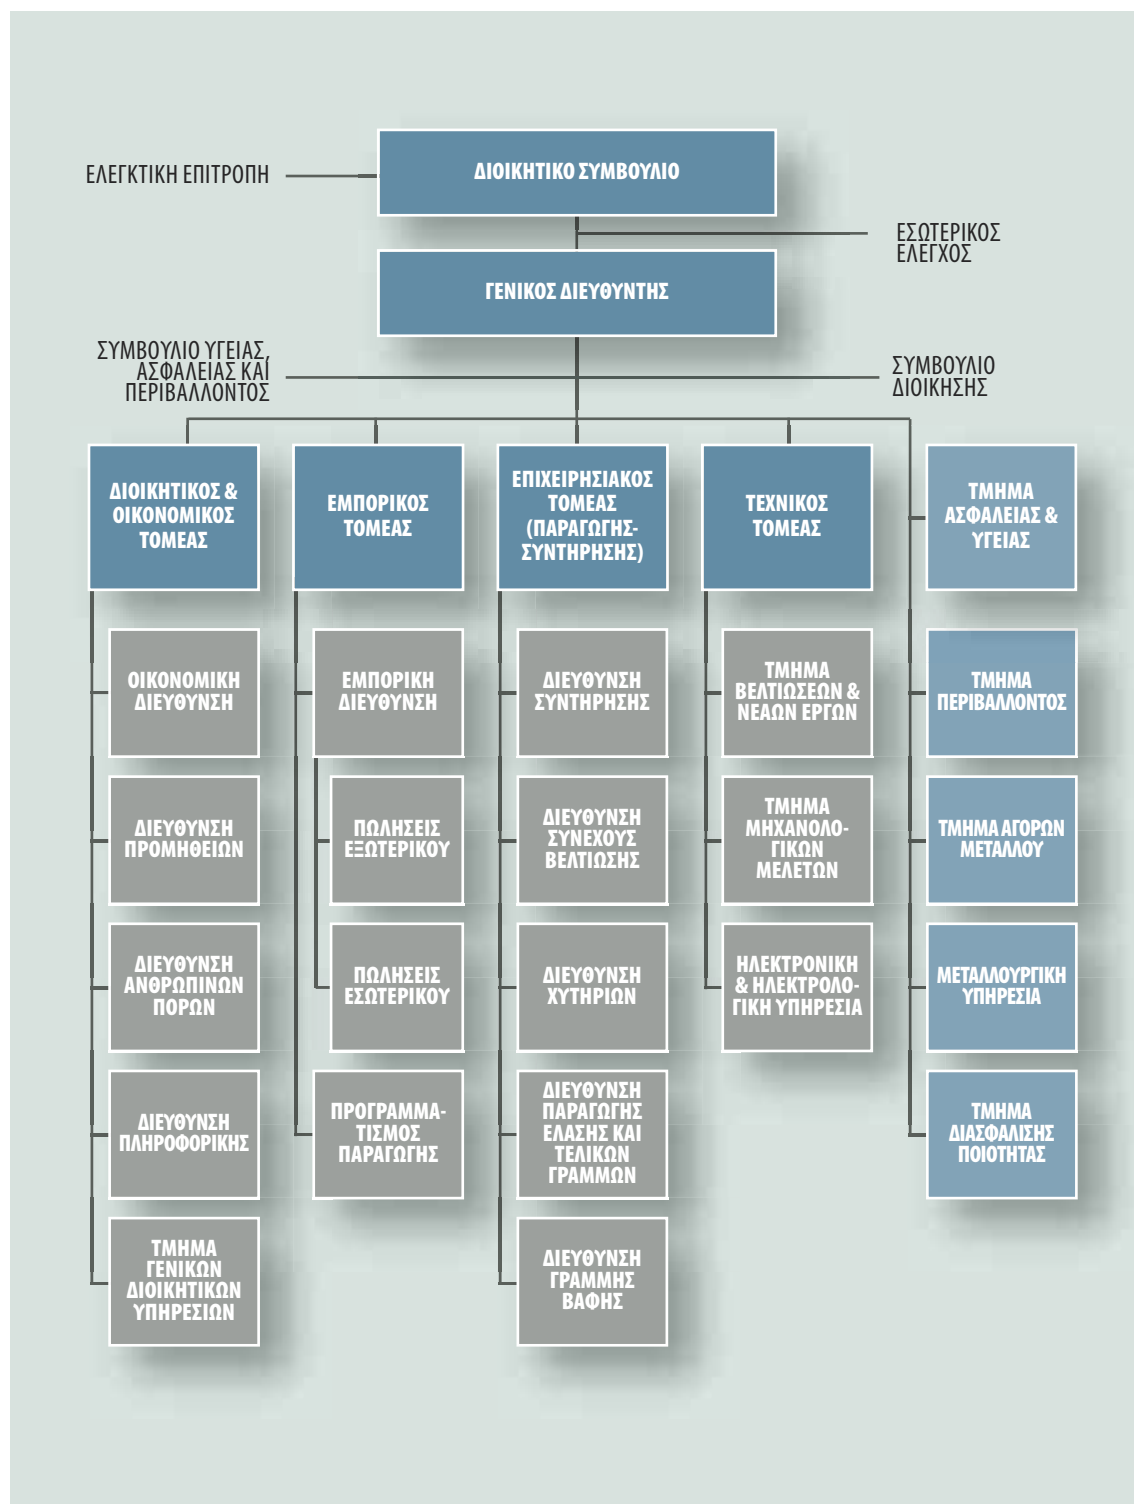 ΕΛΕΓΚΤΙΚΗ ΕΠΙΤΡΟΠΗ
ΔΙΟΙΚΗΤΙΚΟ ΣΥΜΒΟΥΛΙΟ
ΕΣΩΤΕΡΙΚΟΣ
ΕΛΕΓΧΟΣ
ΓΕΝΙΚΟΣ ΔΙΕΥΘΥΝΤΗΣ
ΣΥΜΒΟΥΛΙΟ ΥΓΕΙΑΣ,
ΑΣΦΑΛΕΙΑΣ ΚΑΙ
ΠΕΡΙΒΑΛΛΟΝΤΟΣ
ΣΥΜΒΟΥΛΙΟ
ΔΙΟΙΚΗΣΗΣ
ΔΙΟΙΚΗΤΙΚΟΣ &
ΟΙΚΟΝΟΜΙΚΟΣ
ΤΟΜΕΑΣ
ΟΙΚΟΝΟΜΙΚΗ
ΔΙΕΥΘΥΝΣΗ
ΔΙΕΥΘΥΝΣΗ
ΠΡΟΜΗΘΕΙΩΝ
ΔΙΕΥΘΥΝΣΗ
ΑΝΘΡΩΠΙΝΩΝ
ΠΟΡΩΝ
ΔΙΕΥΘΥΝΣΗ
ΠΛΗΡΟΦΟΡΙΚΗΣ
ΤΜΗΜΑ
ΓΕΝΙΚΩΝ
ΔΙΟΙΚΗΤΙΚΩΝ
ΥΠΗΡΕΣΙΩΝ
ΕΜΠΟΡΙΚΟΣ
ΤΟΜΕΑΣ
ΕΜΠΟΡΙΚΗ
ΔΙΕΥΘΥΝΣΗ
ΠΩΛΗΣΕΙΣ
ΕΞΩΤΕΡΙΚΟΥ
ΠΩΛΗΣΕΙΣ
ΕΣΩΤΕΡΙΚΟΥ
ΠΡΟΓΡΑΜΜΑ-
ΤΙΣΜΟΣ
ΠΑΡΑΓΩΓΗΣ
ΕΠΙΧΕΙΡΗΣΙΑΚΟΣ
ΤΟΜΕΑΣ
(ΠΑΡΑΓΩΓΗΣ-
ΣΥΝΤΗΡΗΣΗΣ)
ΔΙΕΥΘΥΝΣΗ
ΣΥΝΤΗΡΗΣΗΣ
ΔΙΕΥΘΥΝΣΗ
ΣΥΝΕΧΟΥΣ
ΒΕΛΤΙΩΣΗΣ
ΔΙΕΥΘΥΝΣΗ
ΧΥΤΗΡΙΩΝ
ΔΙΕΥΘΥΝΣΗ
ΠΑΡΑΓΩΓΗΣ
ΕΛΑΣΗΣ ΚΑΙ
ΤΕΛΙΚΩΝ
ΓΡΑΜΜΩΝ
ΔΙΕΥΘΥΝΣΗ
ΓΡΑΜΜΗΣ
ΒΑΦΗΣ
ΤΕΧΝΙΚΟΣ
ΤΟΜΕΑΣ
ΤΜΗΜΑ
ΒΕΛΤΙΩΣΕΩΝ &
ΝΕΑΩΝ ΕΡΓΩΝ
ΤΜΗΜΑ
ΜΗΧΑΝΟΛΟ-
ΓΙΚΩΝ
ΜΕΛΕΤΩΝ
ΗΛΕΚΤΡΟΝΙΚΗ
& ΗΛΕΚΤΡΟΛΟ-
ΓΙΚΗ ΥΠΗΡΕΣΙΑ
ΤΜΗΜΑ
ΑΣΦΑΛΕΙΑΣ &
ΥΓΕΙΑΣ
ΤΜΗΜΑ
ΠΕΡΙΒΑΛΛΟΝΤΟΣ
ΤΜΗΜΑ ΑΓΟΡΩΝ
ΜΕΤΑΛΛΟΥ
ΜΕΤΑΛΛΟΥΡΓΙΚΗ
ΥΠΗΡΕΣΙΑ
ΤΜΗΜΑ
ΔΙΑΣΦΑΛΙΣΗΣ
ΠΟΙΟΤΗΤΑΣ